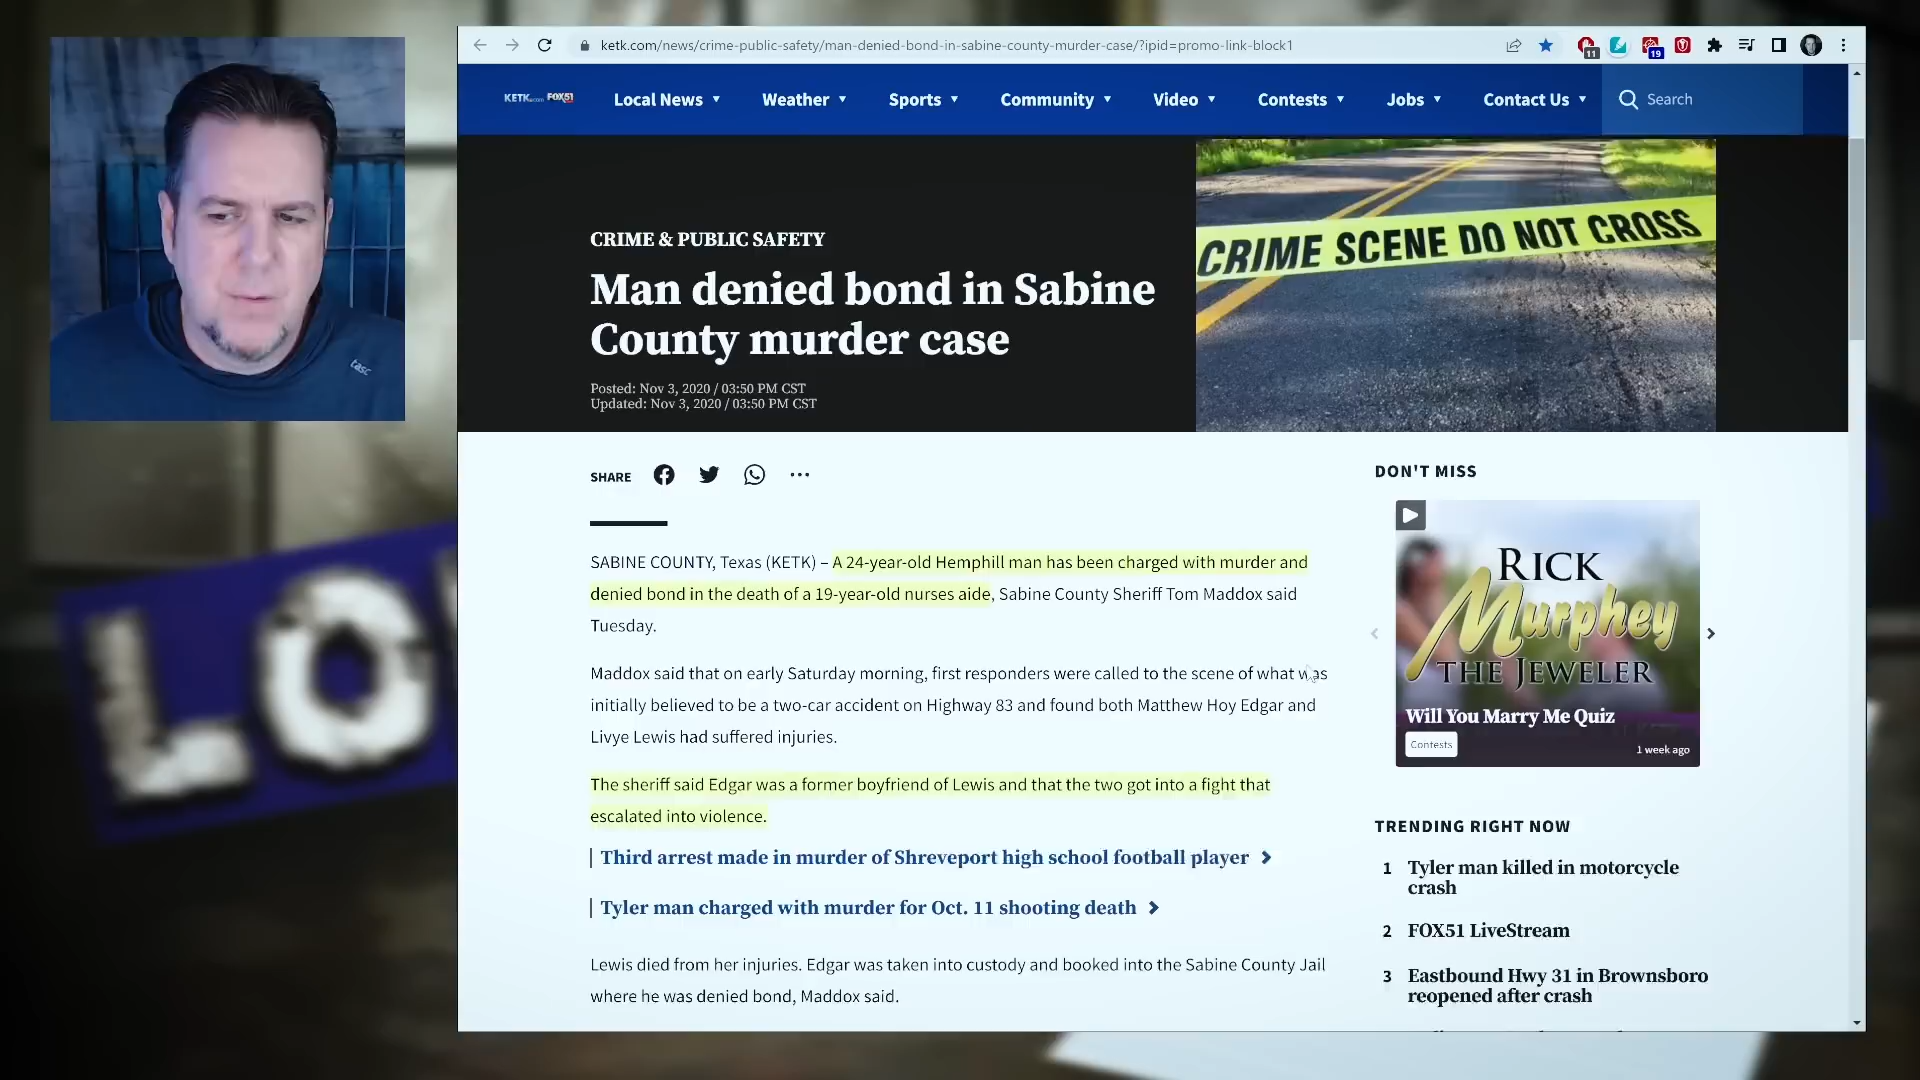 ketk.com/news/crime-public-safety/man-denied-bond-in-sabine-county-murder-case/?ipid=promo-link-block1
11
19
KETK.com FOX51
Local News
Weather
Sports
Community
Video
Contests
Jobs
Contact Us
Search
CRIME & PUBLIC SAFETY
Man denied bond in Sabine
County murder case
Posted: Nov 3, 2020 / 03:50 PM CST
Updated: Nov 3, 2020 / 03:50 PM CST
CRIME SCENE DO NOT CROSS
tasc
SHARE
SABINE COUNTY, Texas (KETK) – A 24-year-old Hemphill man has been charged with murder and
denied bond in the death of a 19-year-old nurses aide, Sabine County Sheriff Tom Maddox said
Tuesday.
Maddox said that on early Saturday morning, first responders were called to the scene of what was
initially believed to be a two-car accident on Highway 83 and found both Matthew Hoy Edgar and
Livye Lewis had suffered injuries.
The sheriff said Edgar was a former boyfriend of Lewis and that the two got into a fight that
escalated into violence.
Third arrest made in murder of Shreveport high school football player
Tyler man charged with murder for Oct. 11 shooting death
Lewis died from her injuries. Edgar was taken into custody and booked into the Sabine County Jail
where he was denied bond, Maddox said.
DON'T MISS
RICK
Murphey
THE JEWELER
Will You Marry Me Quiz
Contests
1 week ago
TRENDING RIGHT NOW
1 Tyler man killed in motorcycle
crash
2 FOX51 LiveStream
3 Eastbound Hwy 31 in Brownsboro
reopened after crash